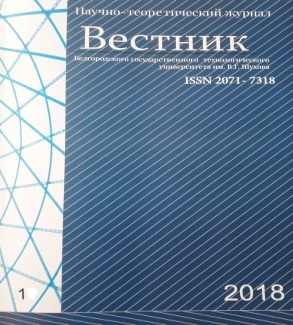 Научно-теоретический журнал
Вестник
Белгородского государственного технологического
университета им. В.Г. Шухова
ISSN 2071-7318
1
2018